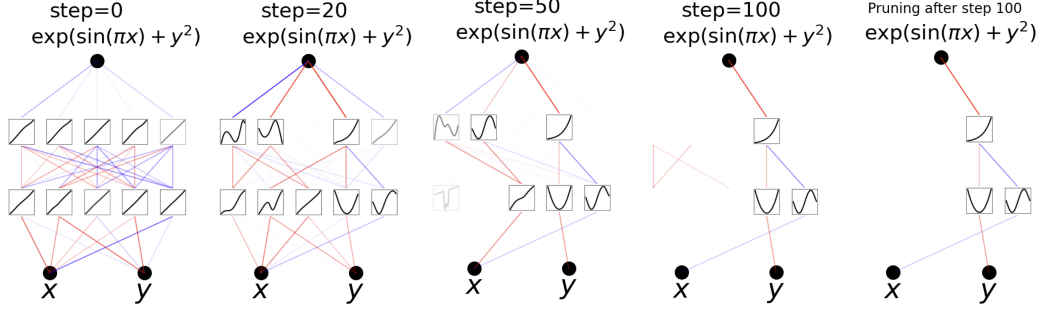 step=0
exp(sin(πx) + y²)
x
y
step=20
exp(sin(πx) + y²)
x
y
step=50
exp(sin(πx) + y²)
x
y
step=100
exp(sin(πx) + y²)
x
y
Pruning after step 100
exp(sin(πx) + y²)
x
y